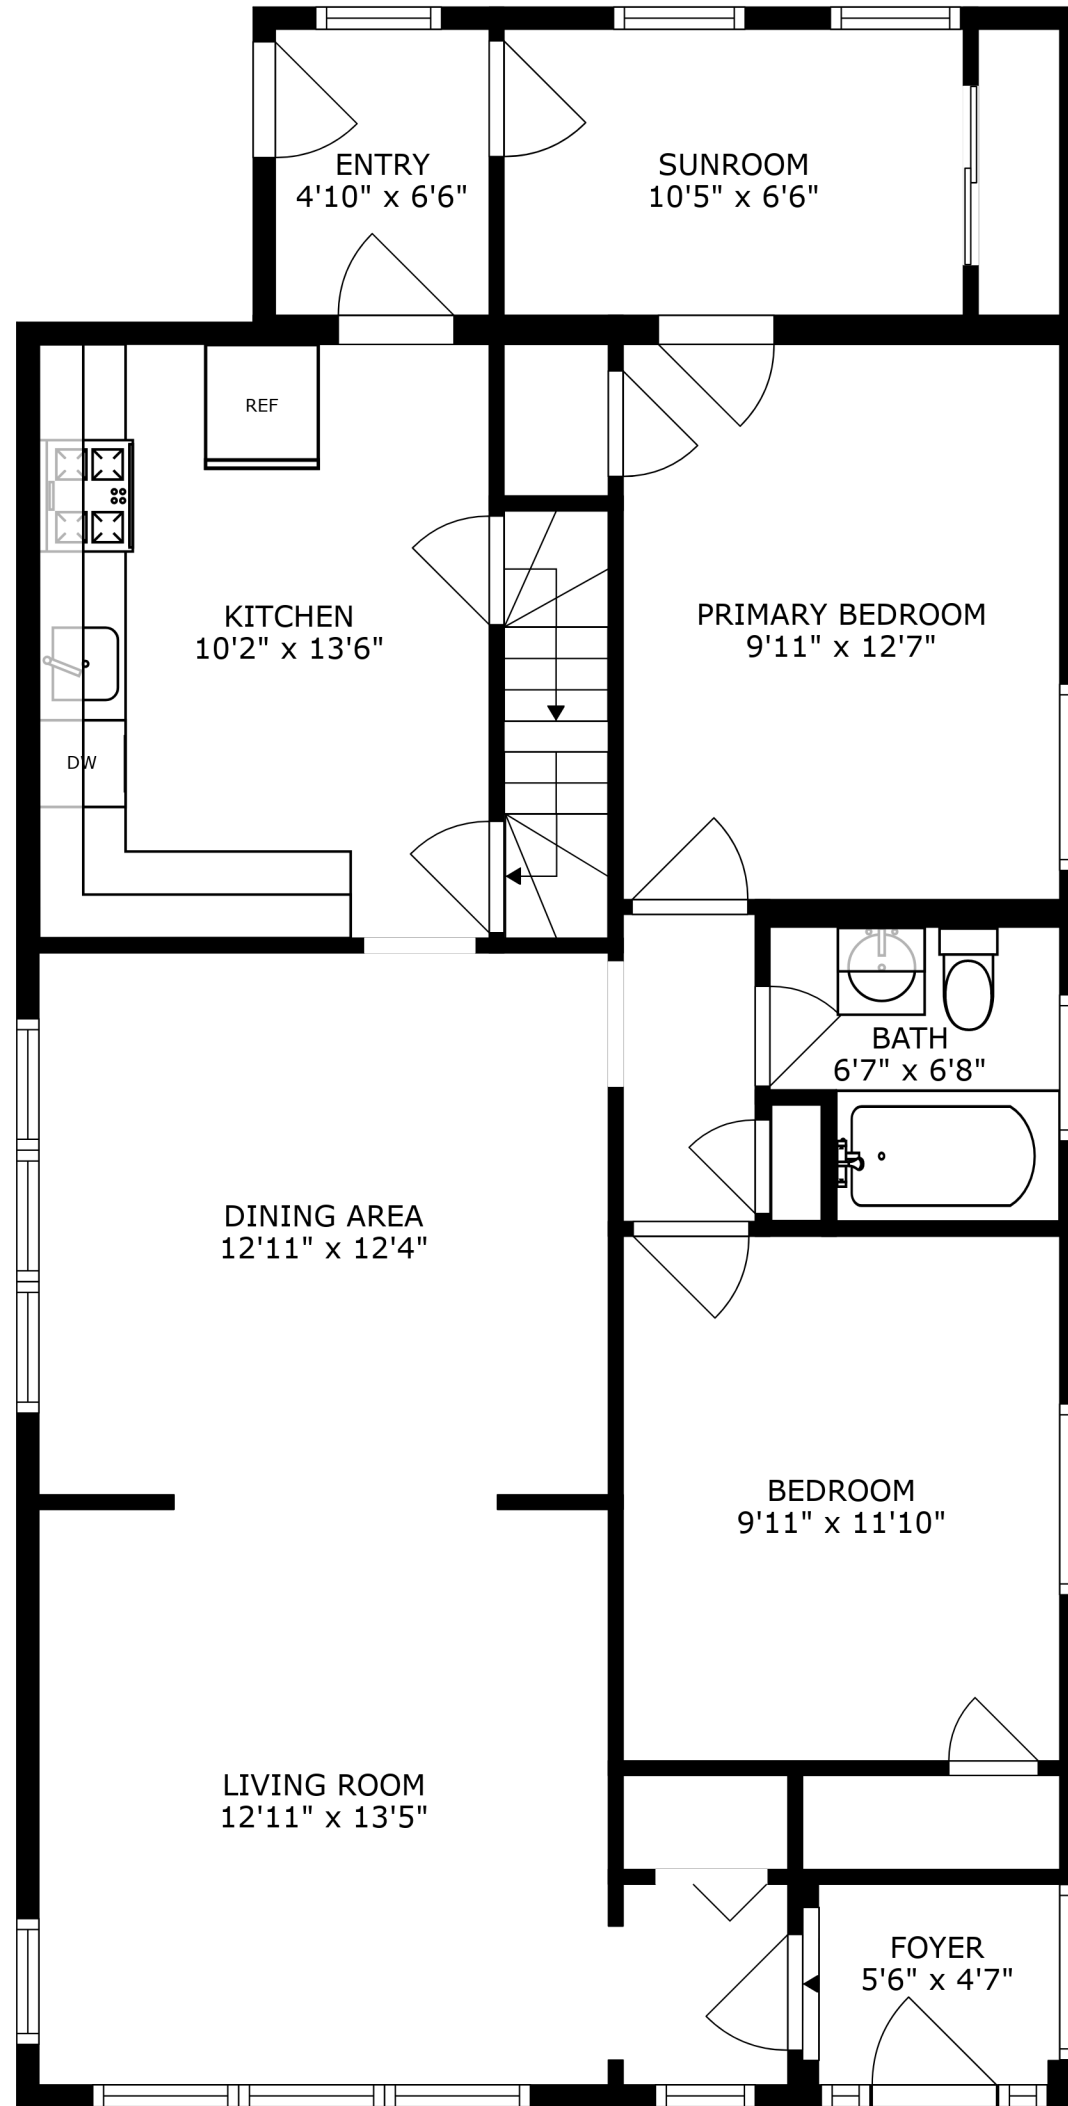 ENTRY
4'10" x 6'6"
SUNROOM
10'5" x 6'6"
REF
KITCHEN
10'2" x 13'6"
PRIMARY BEDROOM
9'11" x 12'7"
DW
BATH
6'7" x 6'8"
DINING AREA
12'11" x 12'4"
BEDROOM
9'11" x 11'10"
LIVING ROOM
12'11" x 13'5"
FOYER
5'6" x 4'7"